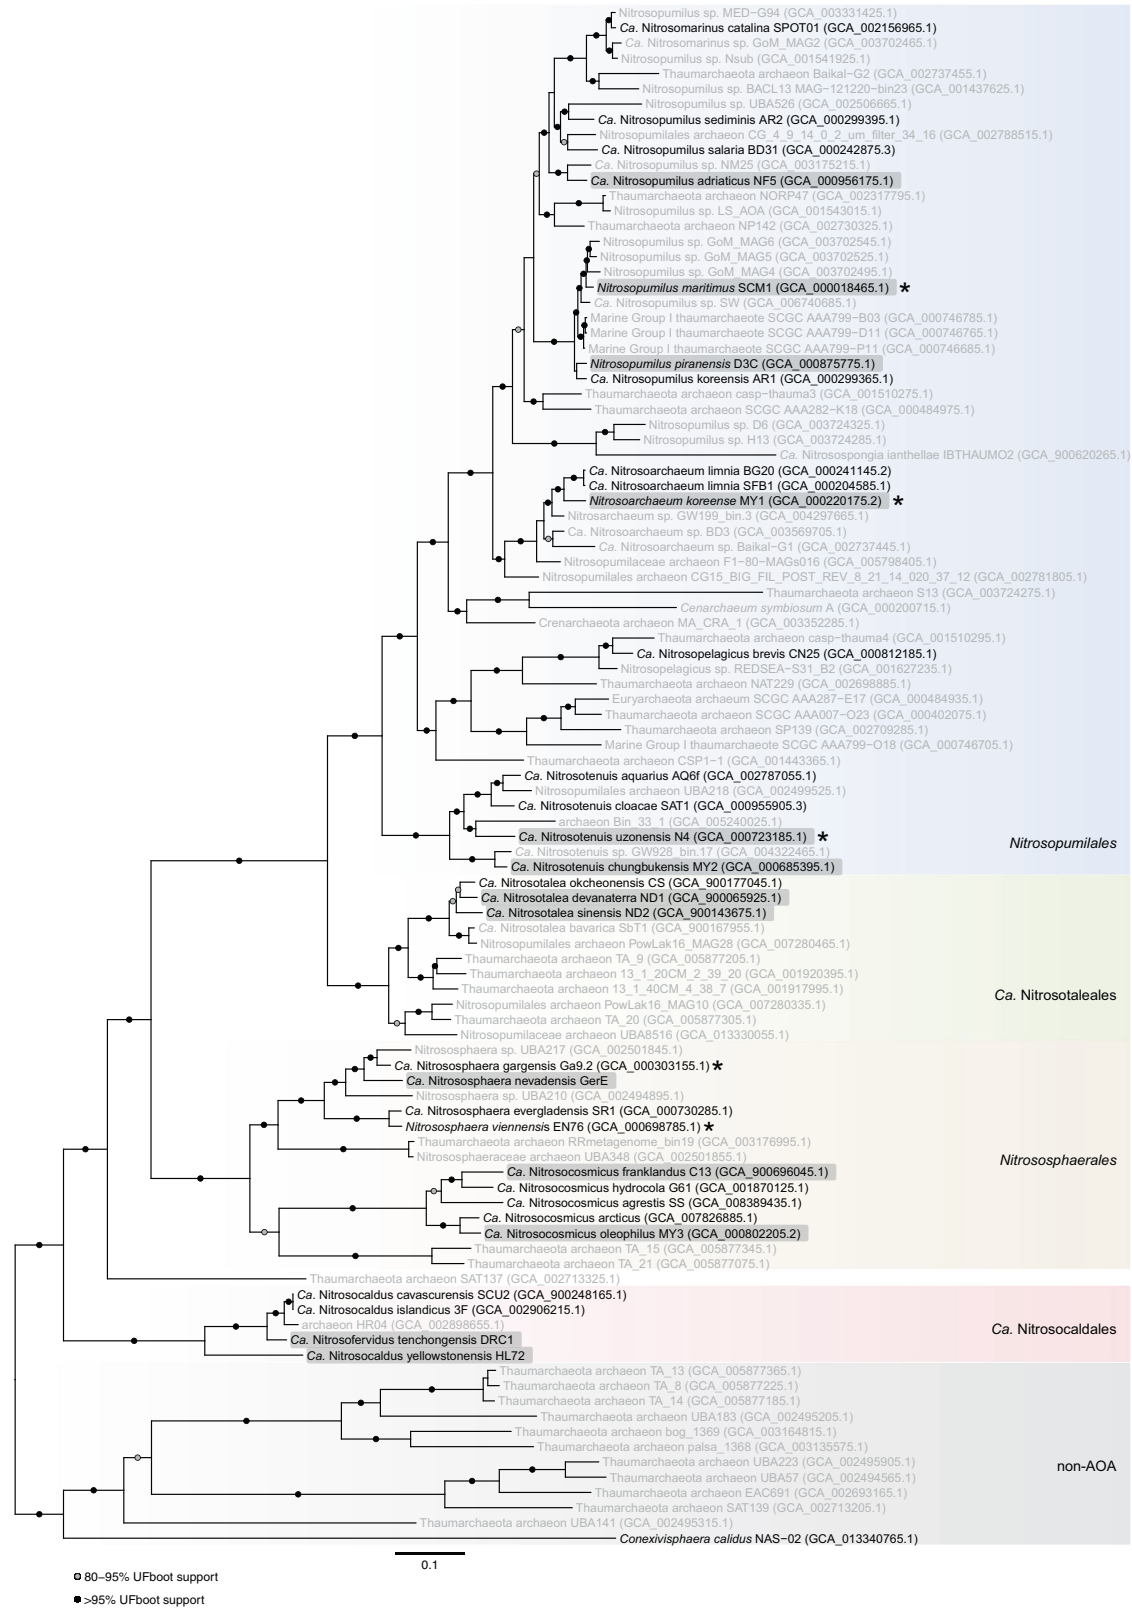 Nitrosopumilus sp. MED-G94 (GCA_003331425.1)
Ca. Nitrosomarinus catalina SPOT01 (GCA_002156965.1)
Ca. Nitrosomarinus sp. GoM_MAG2 (GCA_003702465.1)
Nitrosopumilus sp. Nsub (GCA_001541925.1)
Thaumarchaeota archaeon Baikal-G2 (GCA_002737455.1)
Nitrosopumilus sp. BACL13 MAG-121220-bin23 (GCA_001437625.1)
Nitrosopumilus sp. UBA526 (GCA_002506665.1)
Ca. Nitrosopumilus sediminis AR2 (GCA_000299395.1)
Nitrosopumilales archaeon CG_4_9_14_0_2_um_filter_34_16 (GCA_002788515.1)
Ca. Nitrosopumilus salaria BD31 (GCA_000242875.3)
Ca. Nitrosopumilus sp. NM25 (GCA_003175215.1)
Ca. Nitrosopumilus adriaticus NF5 (GCA_000956175.1)
Thaumarchaeota archaeon NORP47 (GCA_002317795.1)
Nitrosopumilus sp. LS_AOA (GCA_001543015.1)
Thaumarchaeota archaeon NP142 (GCA_002730325.1)
Nitrosopumilus sp. GoM_MAG6 (GCA_003702545.1)
Nitrosopumilus sp. GoM_MAG5 (GCA_003702525.1)
Nitrosopumilus sp. GoM_MAG4 (GCA_003702495.1)
Nitrosopumilus maritimus SCM1 (GCA_000018465.1) *
Ca. Nitrosopumilus sp. SW (GCA_006740685.1)
Marine Group I thaumarchaeote SCGC AAA799-B03 (GCA_000746785.1)
Marine Group I thaumarchaeote SCGC AAA799-D11 (GCA_000746765.1)
Marine Group I thaumarchaeote SCGC AAA799-P11 (GCA_000746685.1)
Nitrosopumilus piranensis D3C (GCA_000875775.1)
Ca. Nitrosopumilus koreensis AR1 (GCA_000299365.1)
Thaumarchaeota archaeon casp-thauma3 (GCA_001510275.1)
Thaumarchaeota archaeon SCGC AAA282-K18 (GCA_000484975.1)
Nitrosopumilus sp. D6 (GCA_003724325.1)
Nitrosopumilus sp. H13 (GCA_003724285.1)
Ca. Nitrosospongia ianthellae IBTHAUMO2 (GCA_900620265.1)
Ca. Nitrosoarchaeum limnia BG20 (GCA_000241145.2)
Ca. Nitrosoarchaeum limnia SFB1 (GCA_000204585.1)
Nitrosoarchaeum koreense MY1 (GCA_000220175.2) *
Nitrosarchaeum sp. GW199_bin.3 (GCA_004297665.1)
Ca. Nitrosoarchaeum sp. BD3 (GCA_003569705.1)
Ca. Nitrosoarchaeum sp. Baikal-G1 (GCA_002737445.1)
Nitrosopumilaceae archaeon F1-80-MAGs016 (GCA_005798405.1)
Nitrosopumilales archaeon CG15_BIG_FIL_POST_REV_8_21_14_020_37_12 (GCA_002781805.1)
Thaumarchaeota archaeon S13 (GCA_003724275.1)
Cenarchaeum symbiosum A (GCA_000200715.1)
Crenarchaeota archaeon MA_CRA_1 (GCA_003352285.1)
Thaumarchaeota archaeon casp-thauma4 (GCA_001510295.1)
Ca. Nitrosopelagicus brevis CN25 (GCA_000812185.1)
Nitrosopelagicus sp. REDSEA-S31_B2 (GCA_001627235.1)
Thaumarchaeota archaeon NAT229 (GCA_002698885.1)
Euryarchaeota archaeum SCGC AAA287-E17 (GCA_000484935.1)
Thaumarchaeota archaeon SCGC AAA007-O23 (GCA_000402075.1)
Thaumarchaeota archaeon SP139 (GCA_002709285.1)
Marine Group I thaumarchaeote SCGC AAA799-O18 (GCA_000746705.1)
Thaumarchaeota archaeon CSP1-1 (GCA_001443365.1)
Ca. Nitrosotenuis aquarius AQ6f (GCA_002787055.1)
Nitrosopumilales archaeon UBA218 (GCA_002499525.1)
Ca. Nitrosotenuis cloacae SAT1 (GCA_000955905.3)
archaeon Bin_33_1 (GCA_005240025.1)
Ca. Nitrosotenuis uzonensis N4 (GCA_000723185.1) *
Nitrosopumilales
Ca. Nitrosotenuis sp. GW928_bin.17 (GCA_004322465.1)
Ca. Nitrosotenuis chungbukensis MY2 (GCA_000685395.1)
Ca. Nitrosotalea okcheonensis CS (GCA_900177045.1)
Ca. Nitrosotalea devanaterra ND1 (GCA_900065925.1)
Ca. Nitrosotalea sinensis ND2 (GCA_900143675.1)
Ca. Nitrosotalea bavarica SbT1 (GCA_900167955.1)
Nitrosopumilales archaeon PowLak16_MAG28 (GCA_007280465.1)
Thaumarchaeota archaeon TA_9 (GCA_005877205.1)
Thaumarchaeota archaeon 13_1_20CM_2_39_20 (GCA_001920395.1)
Thaumarchaeota archaeon 13_1_40CM_4_38_7 (GCA_001917995.1)
Ca. Nitrosotaleales
Nitrosopumilales archaeon PowLak16_MAG10 (GCA_007280335.1)
Thaumarchaeota archaeon TA_20 (GCA_005877305.1)
Nitrosopumilaceae archaeon UBA8516 (GCA_013330055.1)
Nitrososphaera sp. UBA217 (GCA_002501845.1)
Ca. Nitrososphaera gargensis Ga9.2 (GCA_000303155.1) *
Ca. Nitrososphaera nevadensis GerE
Nitrososphaera sp. UBA210 (GCA_002494895.1)
Ca. Nitrososphaera evergladensis SR1 (GCA_000730285.1)
Nitrososphaera viennensis EN76 (GCA_000698785.1) *
Thaumarchaeota archaeon RRmetagenome_bin19 (GCA_003176995.1)
Nitrososphaeraceae archaeon UBA348 (GCA_002501855.1)
Nitrososphaerales
Ca. Nitrosocosmicus franklandus C13 (GCA_900696045.1)
Ca. Nitrosocosmicus hydrocola G61 (GCA_001870125.1)
Ca. Nitrosocosmicus agrestis SS (GCA_008389435.1)
Ca. Nitrosocosmicus arcticus (GCA_007826885.1)
Ca. Nitrosocosmicus oleophilus MY3 (GCA_000802205.2)
Thaumarchaeota archaeon TA_15 (GCA_005877345.1)
Thaumarchaeota archaeon TA_21 (GCA_005877075.1)
Thaumarchaeota archaeon SAT137 (GCA_002713325.1)
Ca. Nitrosocaldus cavascurensis SCU2 (GCA_900248165.1)
Ca. Nitrosocaldus islandicus 3F (GCA_002906215.1)
archaeon HR04 (GCA_002898655.1)
Ca. Nitrosocaldales
Ca. Nitrosofervidus tenchongensis DRC1
Ca. Nitrosocaldus yellowstonensis HL72
Thaumarchaeota archaeon TA_13 (GCA_005877365.1)
Thaumarchaeota archaeon TA_8 (GCA_005877225.1)
Thaumarchaeota archaeon TA_14 (GCA_005877185.1)
Thaumarchaeota archaeon UBA183 (GCA_002495205.1)
Thaumarchaeota archaeon bog_1369 (GCA_003164815.1)
Thaumarchaeota archaeon palsa_1368 (GCA_003135575.1)
Thaumarchaeota archaeon UBA223 (GCA_002495905.1)
non-AOA
Thaumarchaeota archaeon UBA57 (GCA_002494565.1)
Thaumarchaeota archaeon EAC691 (GCA_002693165.1)
Thaumarchaeota archaeon SAT139 (GCA_002713205.1)
Thaumarchaeota archaeon UBA141 (GCA_002495315.1)
Conexivisphaera calidus NAS-02 (GCA_013340765.1)
0.1
80-95% UFboot support
>95% UFboot support